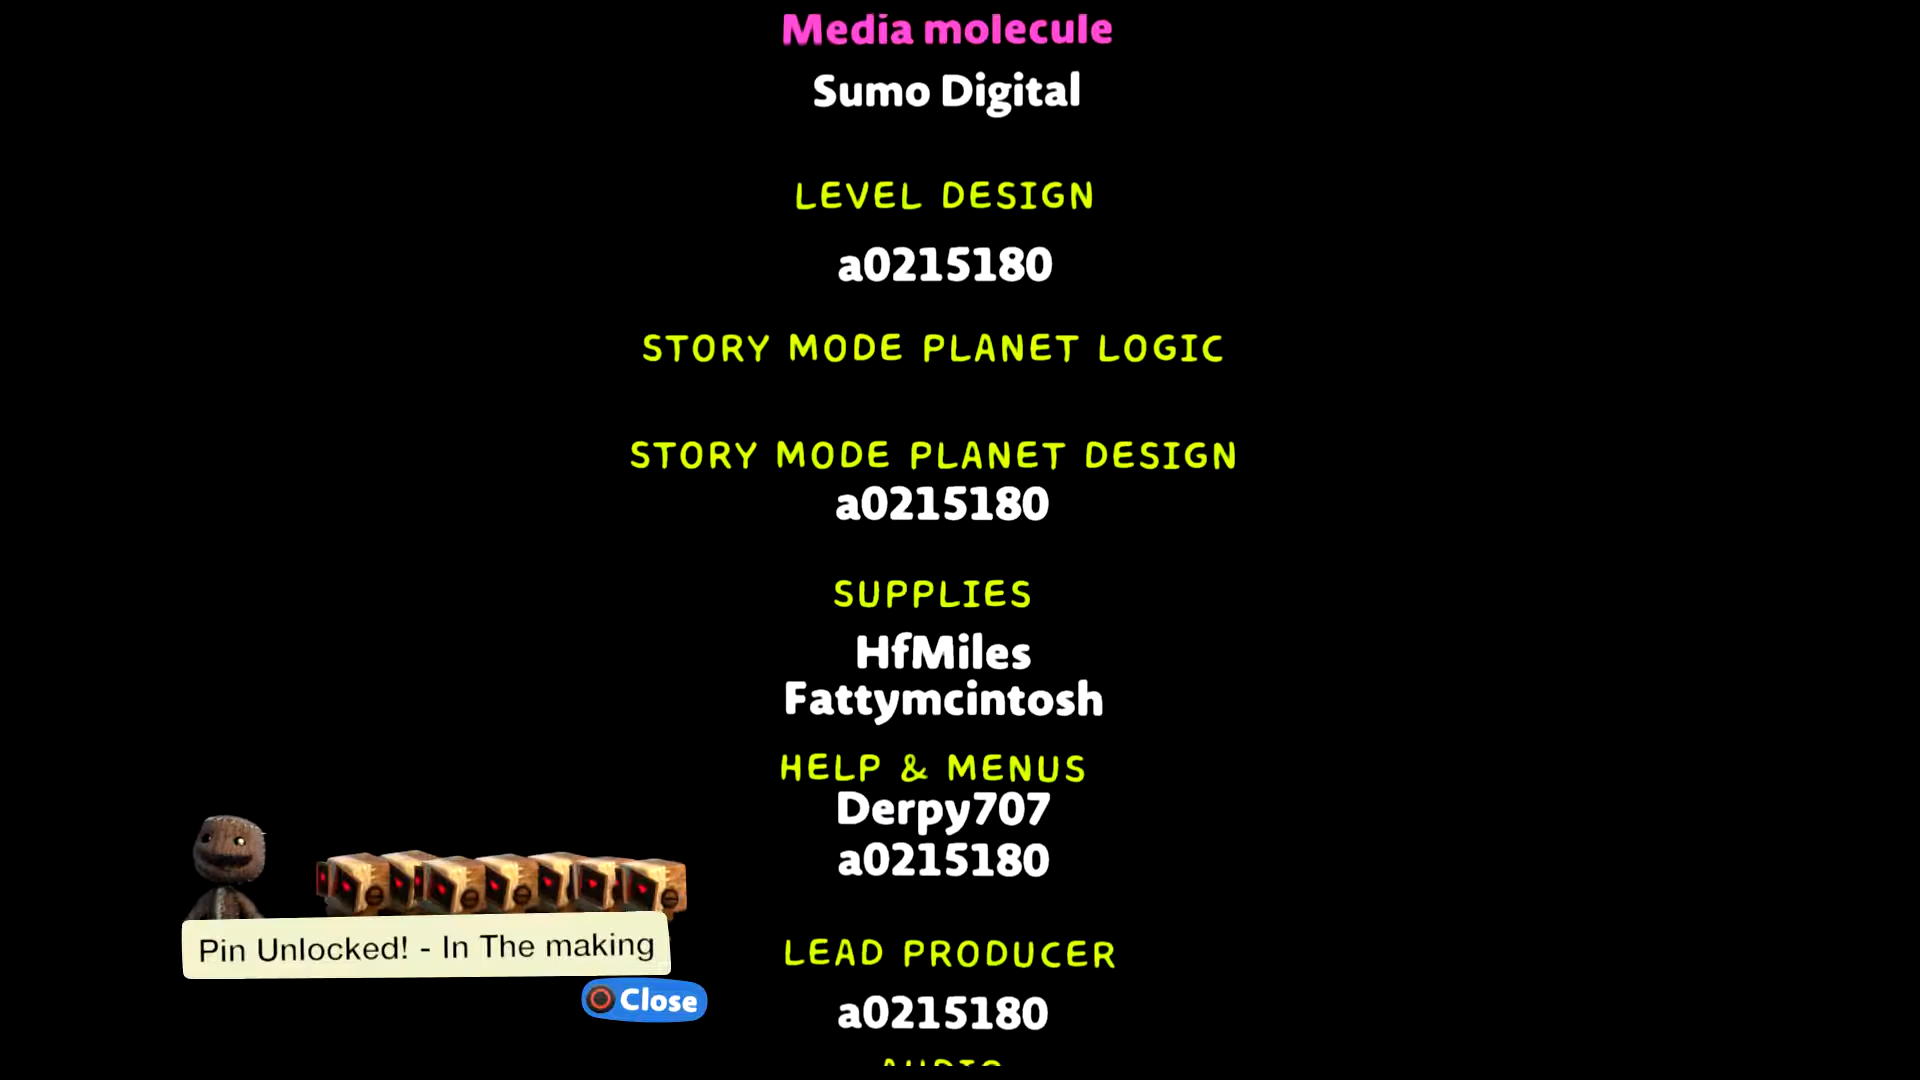 Media molecule
Sumo Digital
LEVEL DESIGN
a0215180
STORY MODE PLANET LOGIC
STORY MODE PLANET DESIGN
a0215180
SUPPLIES
HfMiles
Fattymcintosh
HELP & MENUS
Derpy707
a0215180
LEAD PRODUCER
a0215180
AUDIO
Pin Unlocked! - In The making
Close